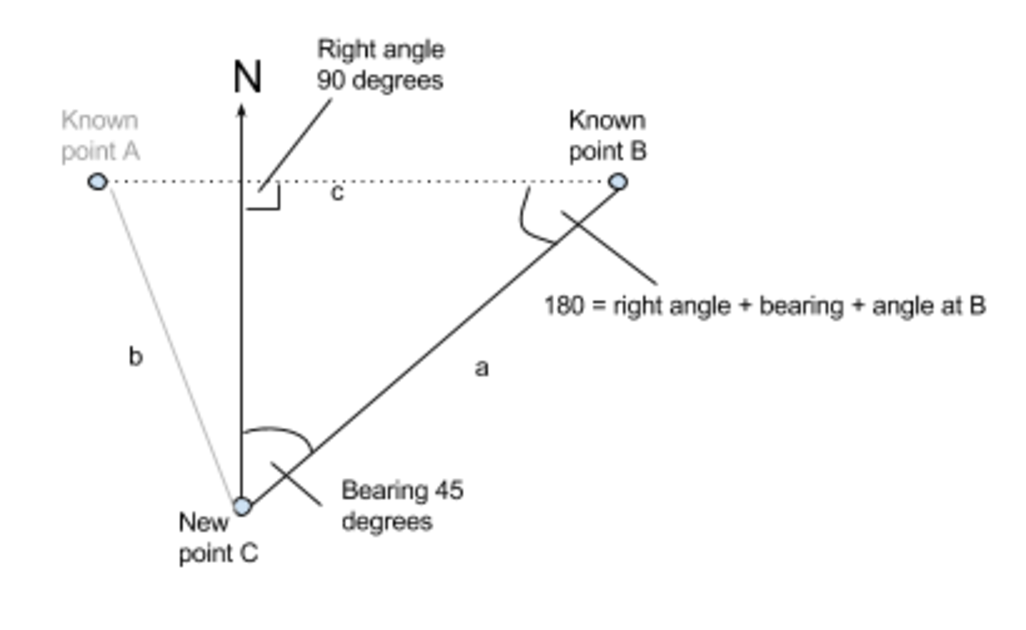 Right angle
90 degrees
N
Known
point A
Known
point B
c
180 = right angle + bearing + angle at B
b
a
Bearing 45
degrees
New
point C